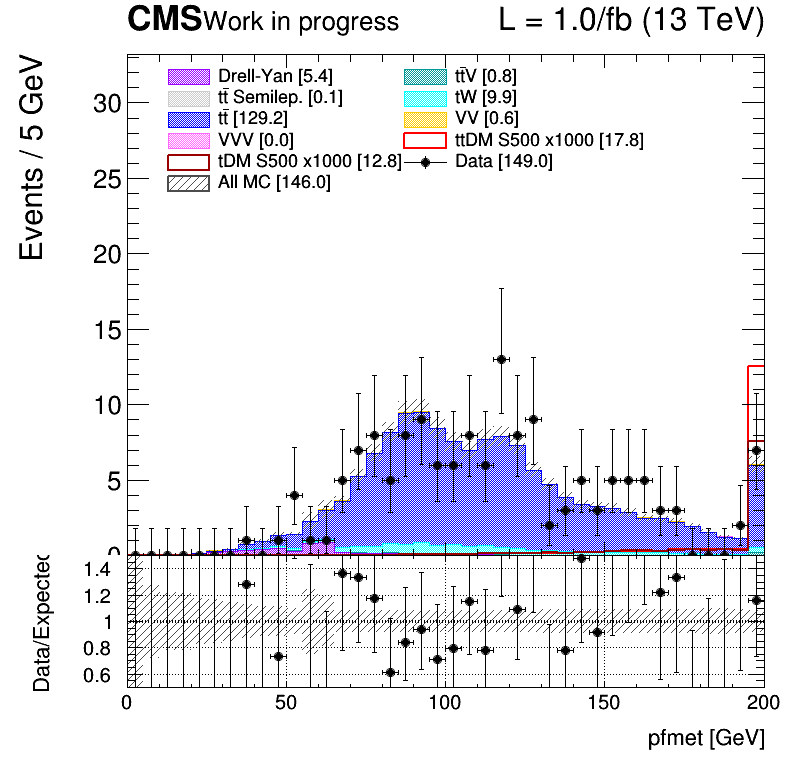 CMS Work in progress L = 1.0/fb (13 TeV)
Events / 5 GeV
Drell-Yan [5.4] tt̄V [0.8]
tt̄ Semilep. [0.1] tW [9.9]
tt̄ [129.2] VV [0.6]
VVV [0.0] ttDM S500 x1000 [17.8]
tDM S500 x1000 [12.8] Data [149.0]
All MC [146.0]
30
25
20
15
10
5
0
Data/Expected
1.4
1.2
1
0.8
0.6
0 50 100 150 200
pfmet [GeV]